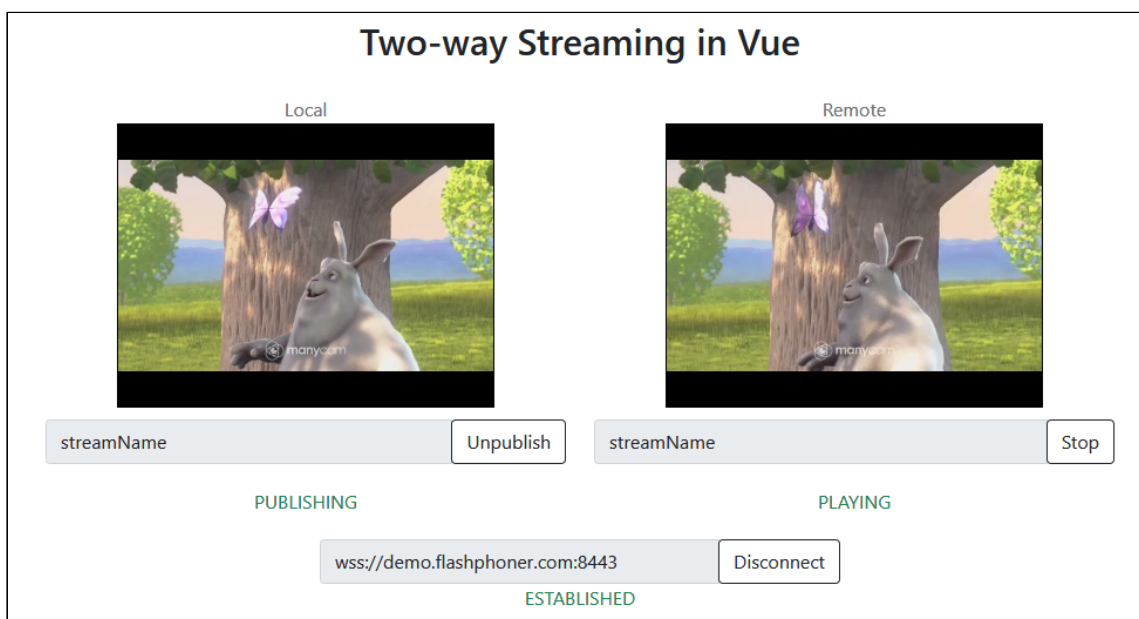 Two-way Streaming in Vue
Local
Remote
manycam
manycam
streamName
Unpublish
streamName
Stop
PUBLISHING
PLAYING
wss://demo.flashphoner.com:8443
Disconnect
ESTABLISHED